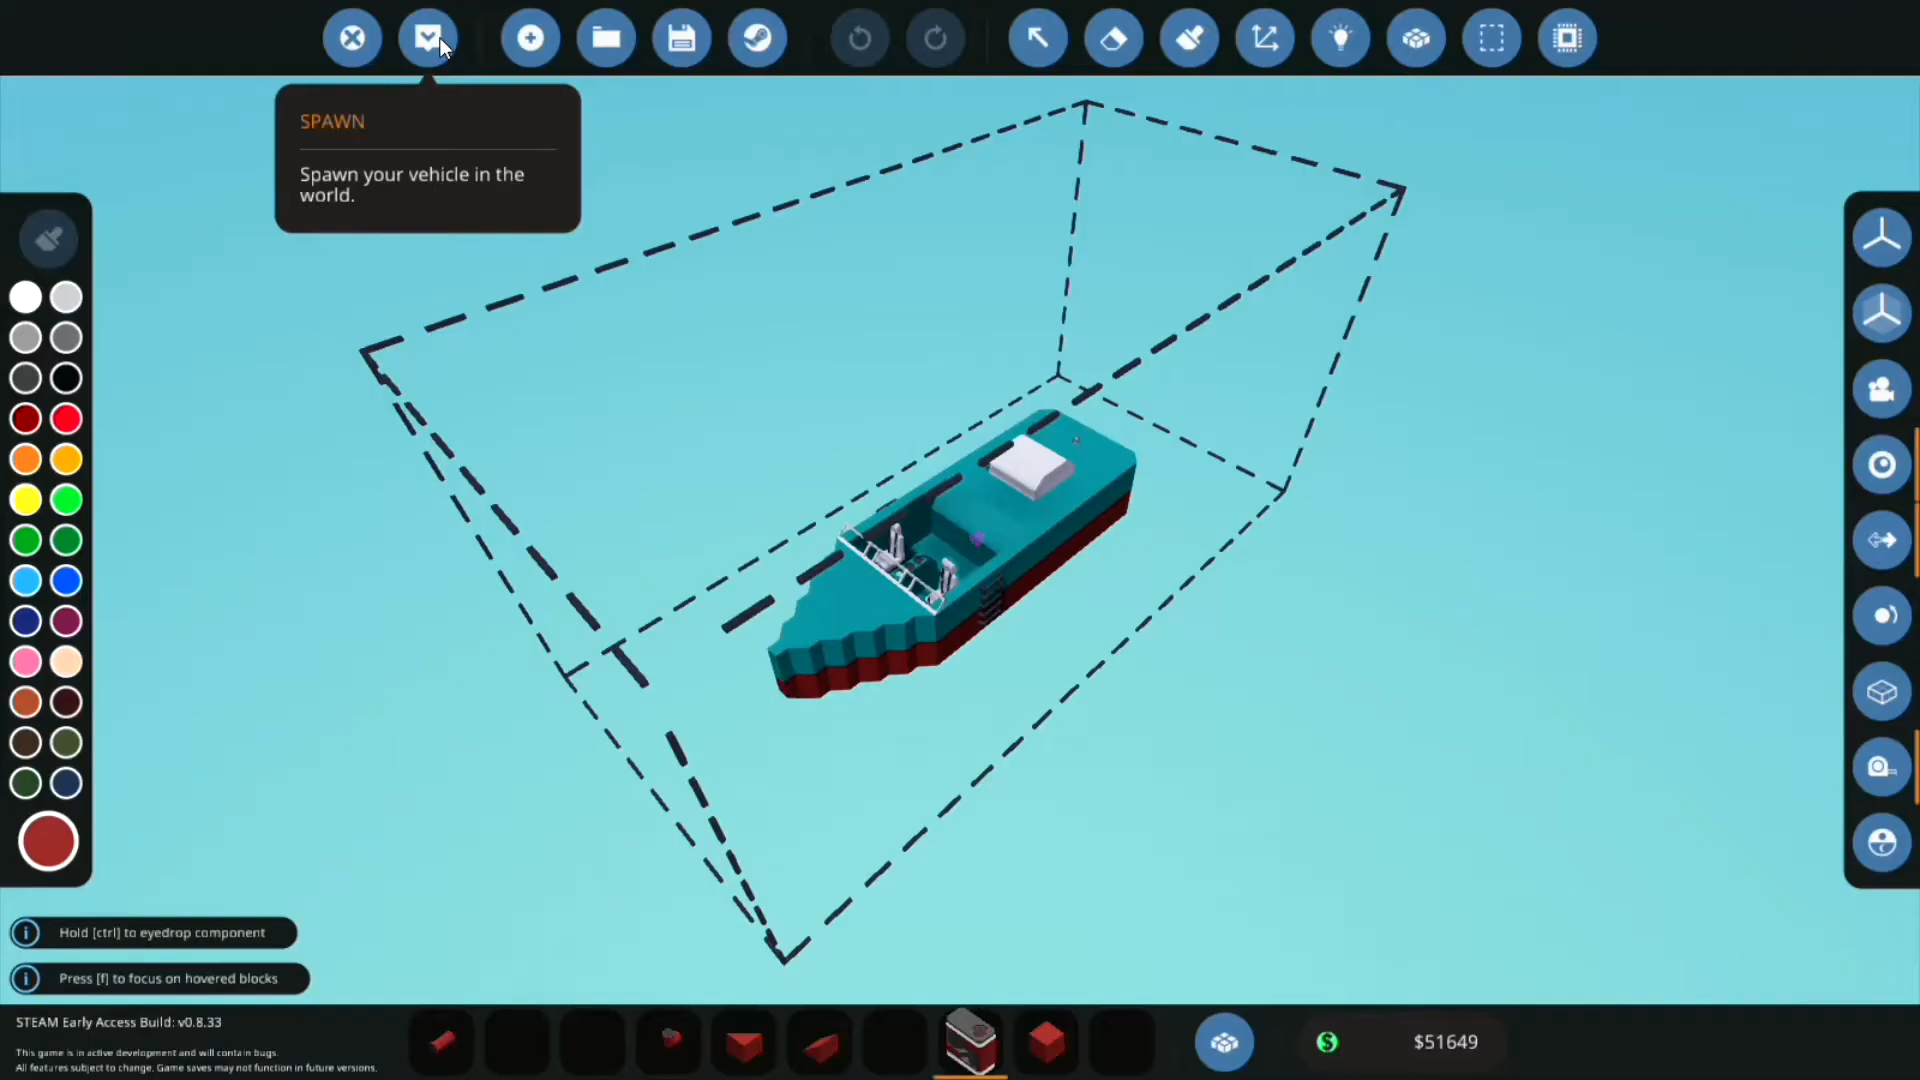 SPAWN
Spawn your vehicle in the
world.
Hold [ctrl] to eyedrop component
Press [f] to focus on hovered blocks
STEAM Early Access Build: v0.8.33
This game is in active development and will contain bugs.
All features subject to change. Game saves may not function in future versions.
$51649